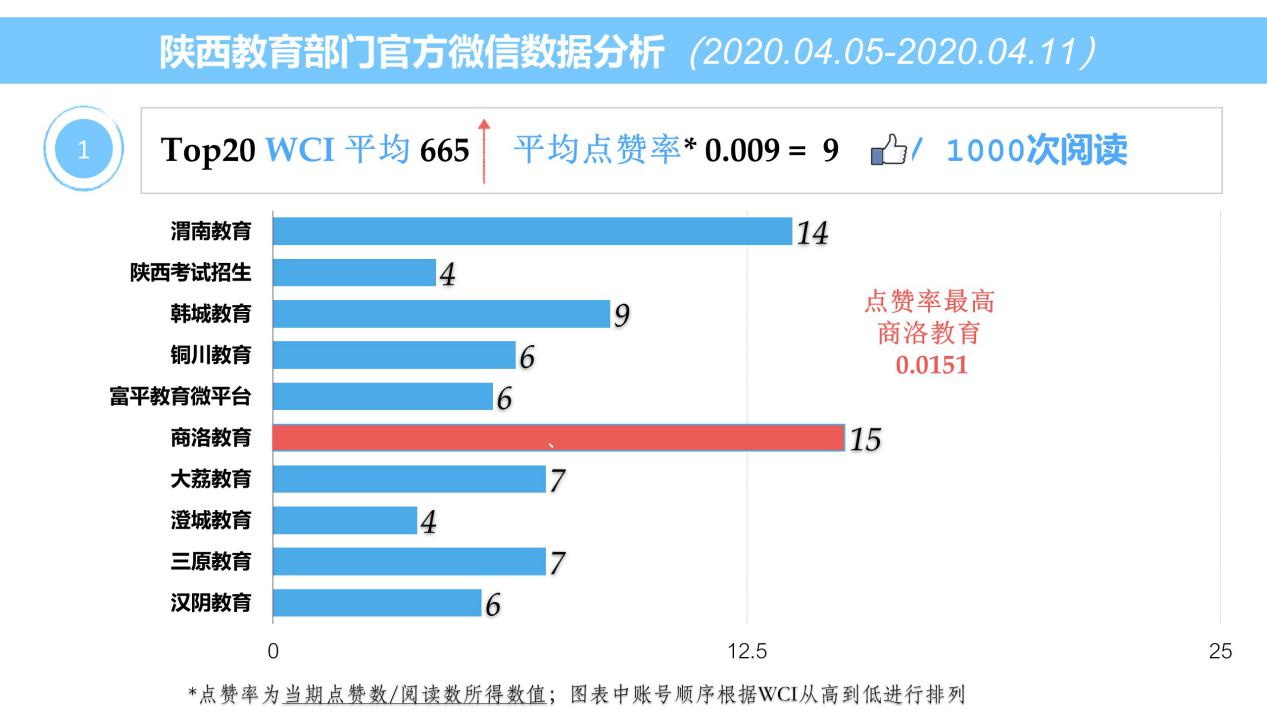 陕西教育部门官方微信数据分析（2020.04.05-2020.04.11）
1
Top20 WCI 平均 665 平均点赞率* 0.009 = 9 / 1000次阅读
渭南教育 14
陕西考试招生 4
韩城教育 9
铜川教育 6
富平教育微平台 6
商洛教育 、 15
大荔教育 7
澄城教育 4
三原教育 7
汉阴教育 6
点赞率最高
商洛教育
0.0151
0 12.5 25
*点赞率为当期点赞数/阅读数所得数值；图表中账号顺序根据WCI从高到低进行排列